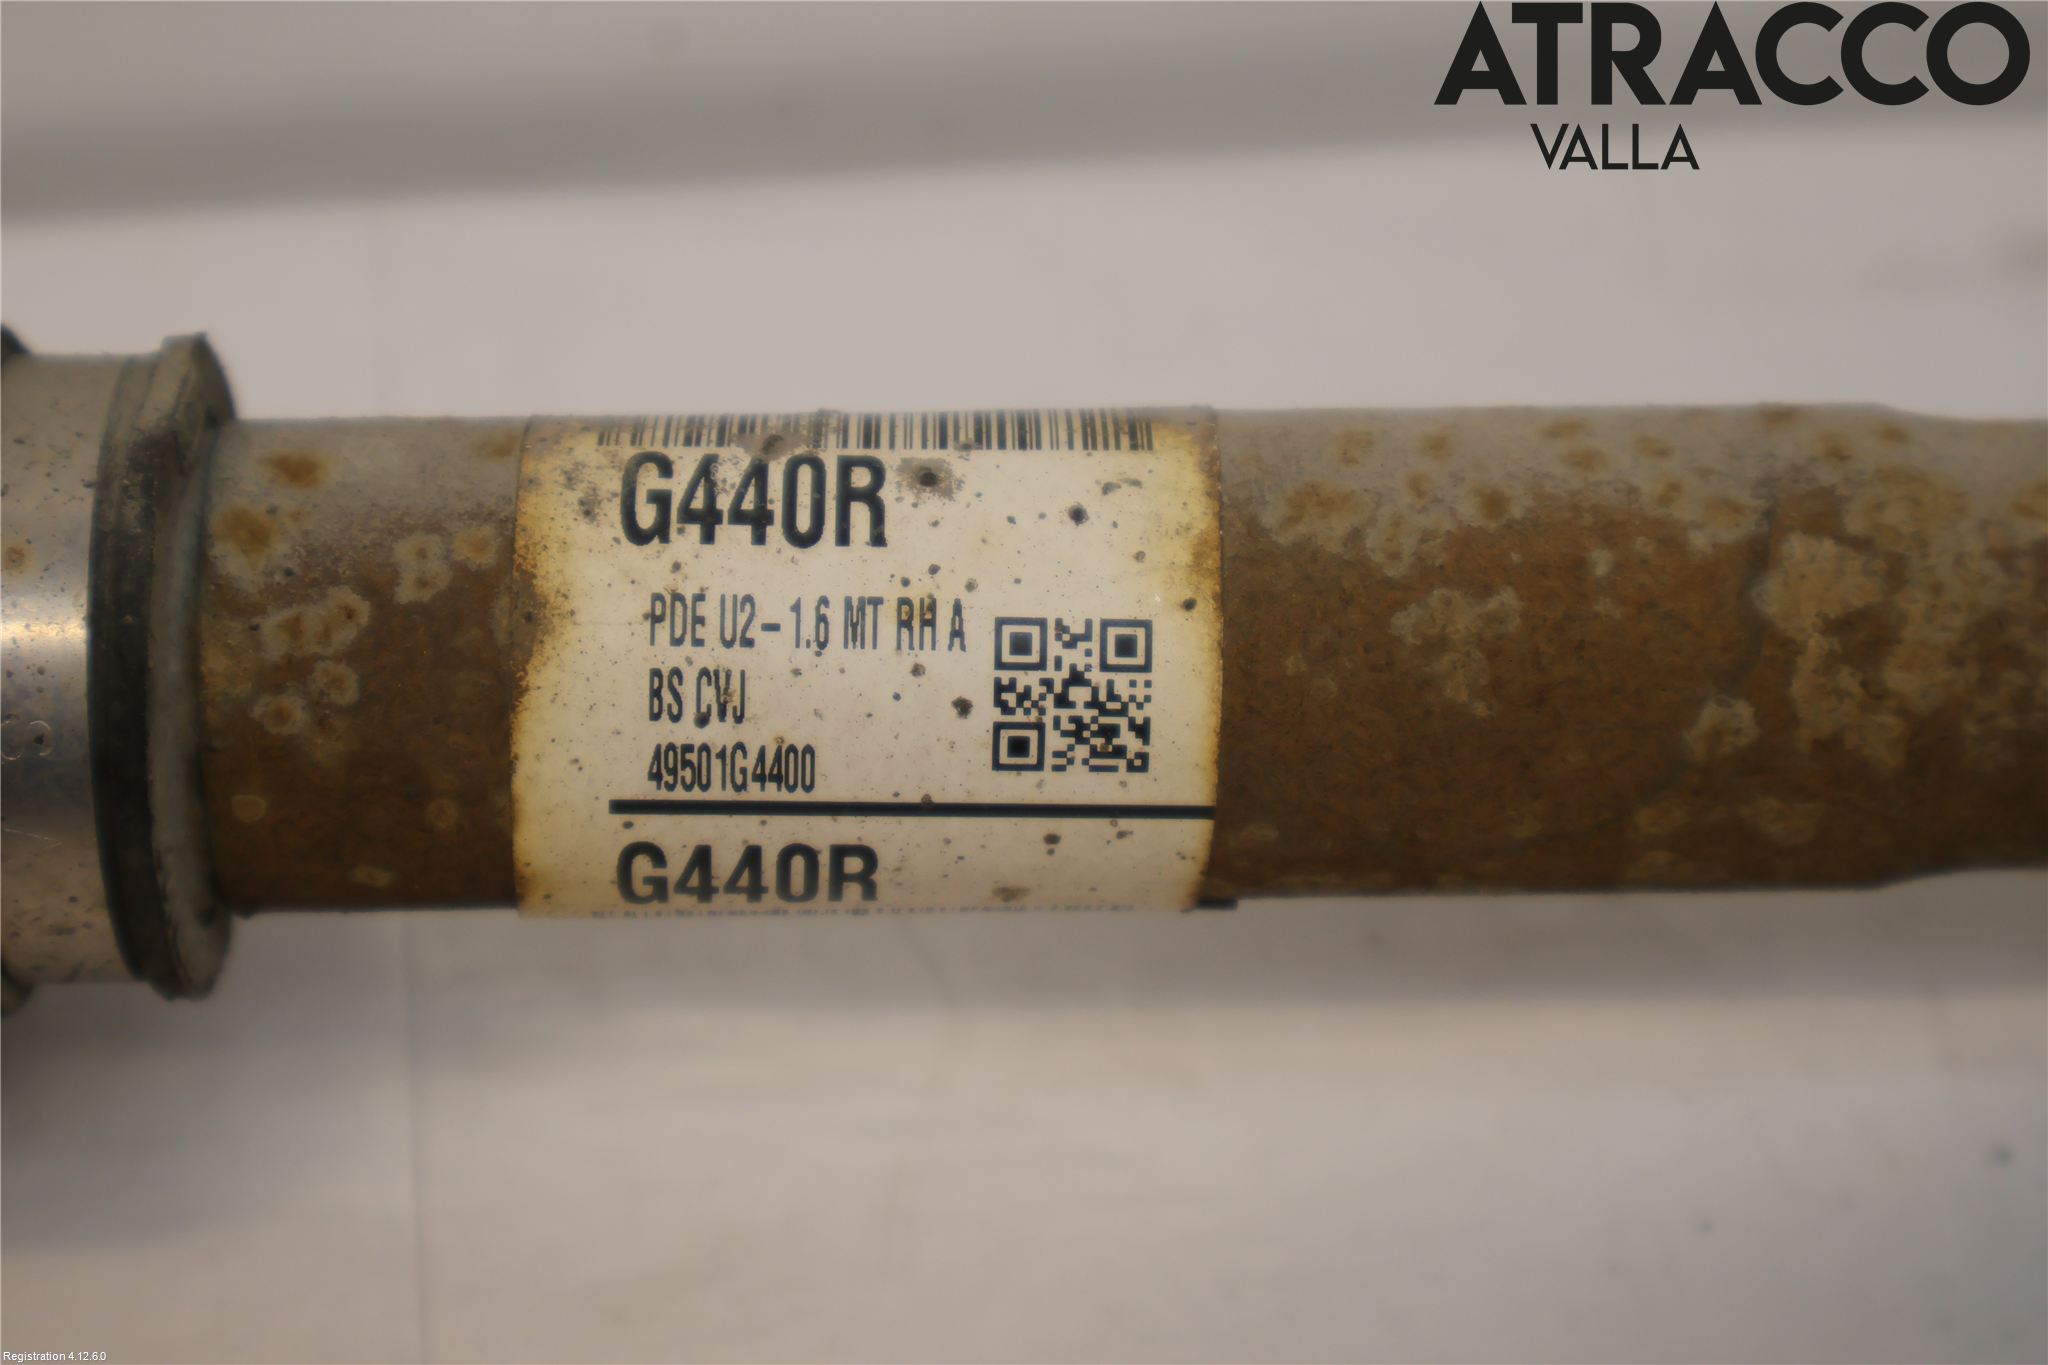 ATRACCO
VALLA
G440R
PDE U2-1.6 MT RH A
BS CVJ
49501G4400
G440R
Registration 4.12.6.0